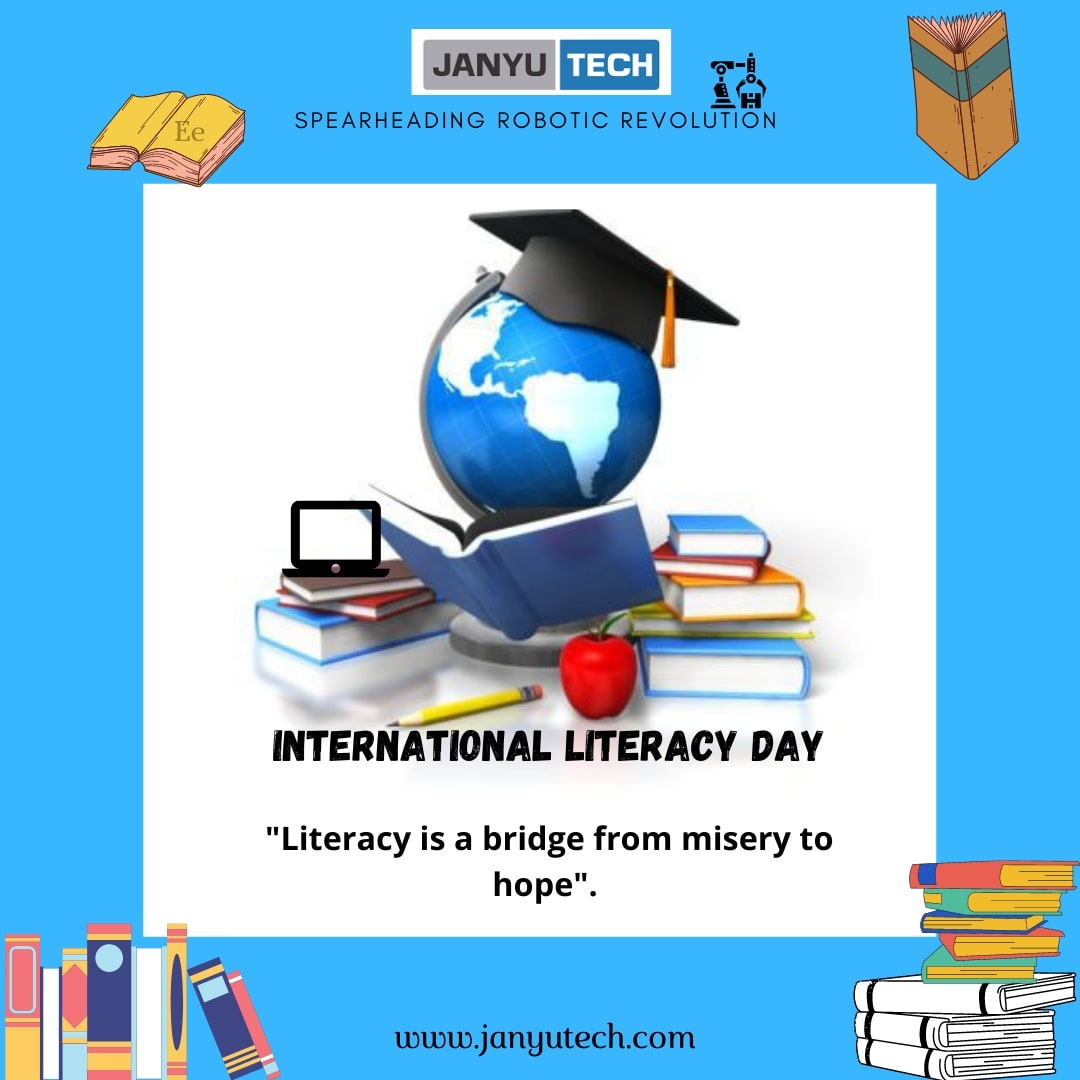 JANYU TECH
SPEARHEADING ROBOTIC REVOLUTION
Ee
INTERNATIONAL LITERACY DAY
"Literacy is a bridge from misery to
hope".
www.janyutech.com